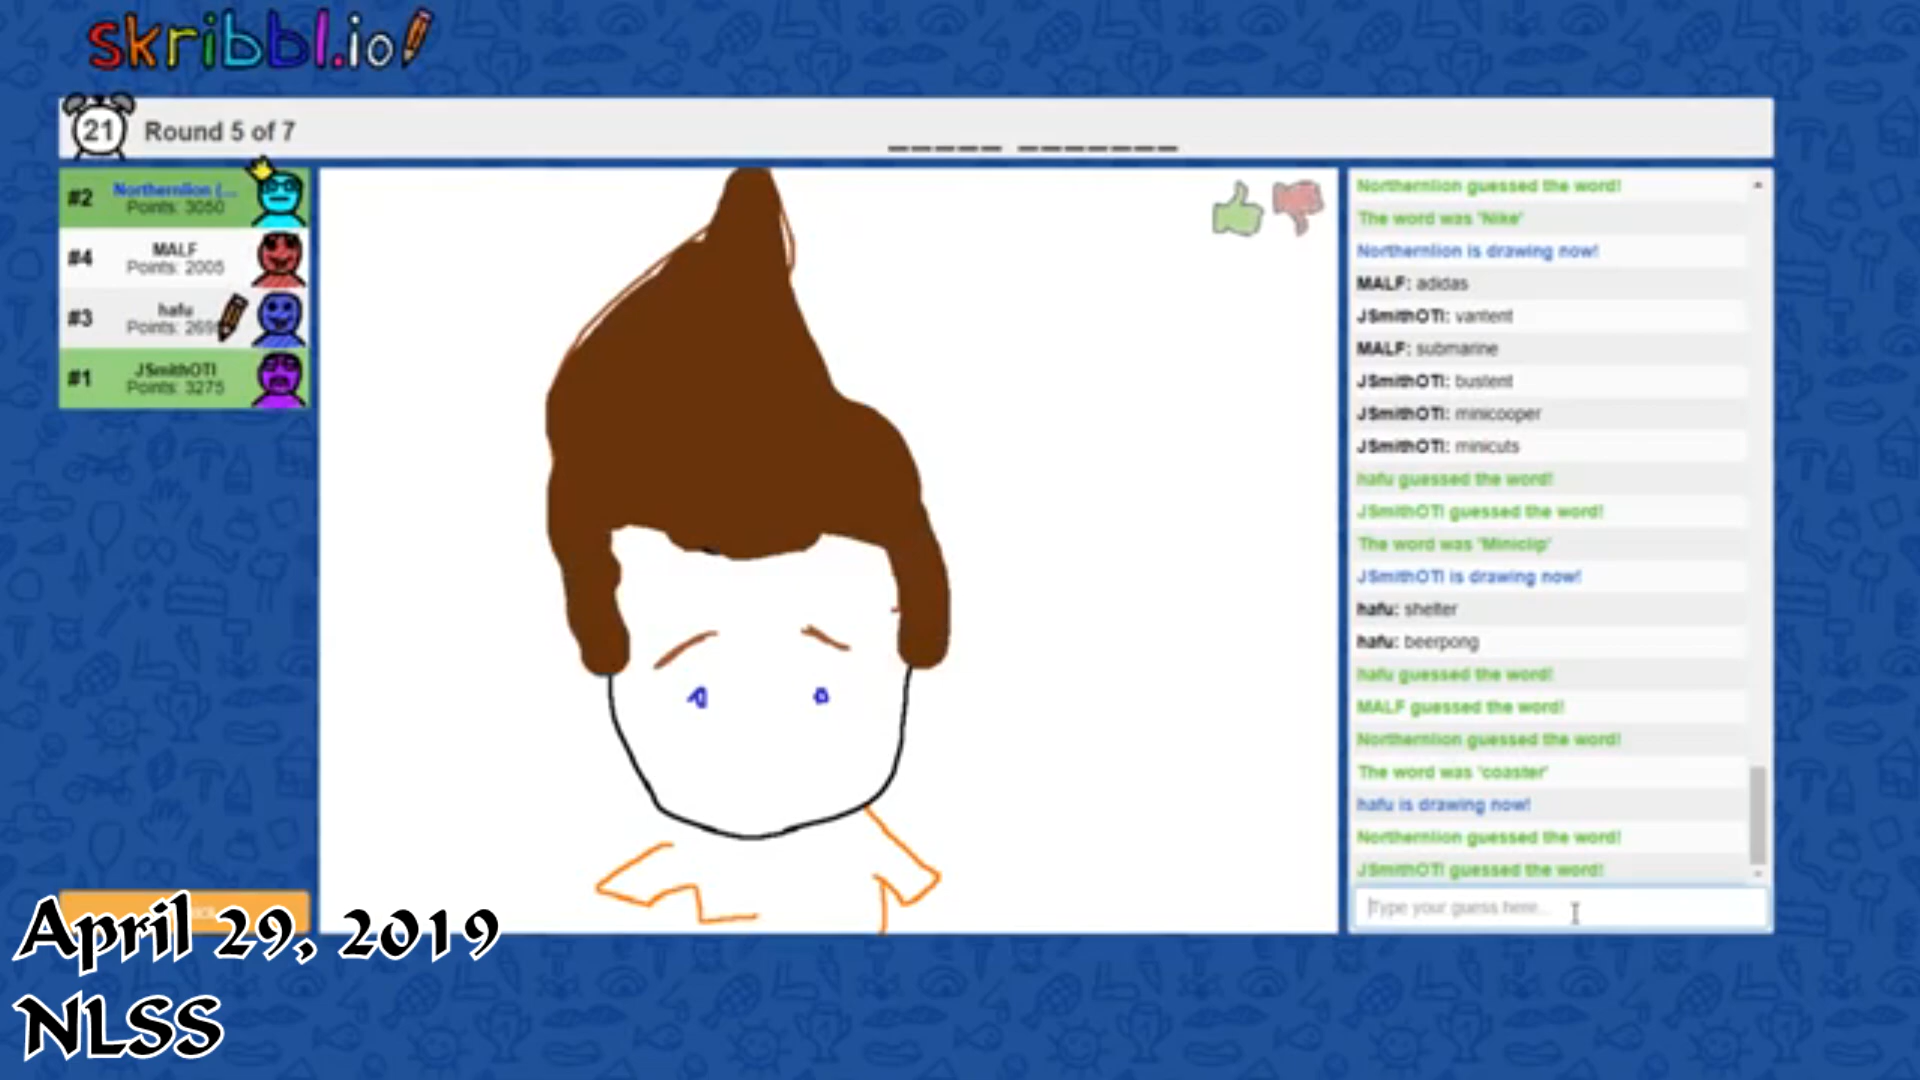 skribbl.io
21
Round 5 of 7
_____ _______
#2
Northernlion (...
Points: 3050
#4
MALF
Points: 2005
#3
hafu
Points:
#1
JSmithOTI
Points: 3275
Northernlion guessed the word!
The word was 'Nike'
Northernlion is drawing now!
MALF: adidas
JSmithOTI: vantent
MALF: submarine
JSmithOTI: bustent
JSmithOTI: minicooper
JSmithOTI: minicuts
hafu guessed the word!
JSmithOTI guessed the word!
The word was 'Miniclip'
JSmithOTI is drawing now!
hafu: shelter
hafu: beerpong
hafu guessed the word!
MALF guessed the word!
Northernlion guessed the word!
The word was 'coaster'
hafu is drawing now!
Northernlion guessed the word!
JSmithOTI guessed the word!
Type your guess here...
April 29, 2019
NLSS